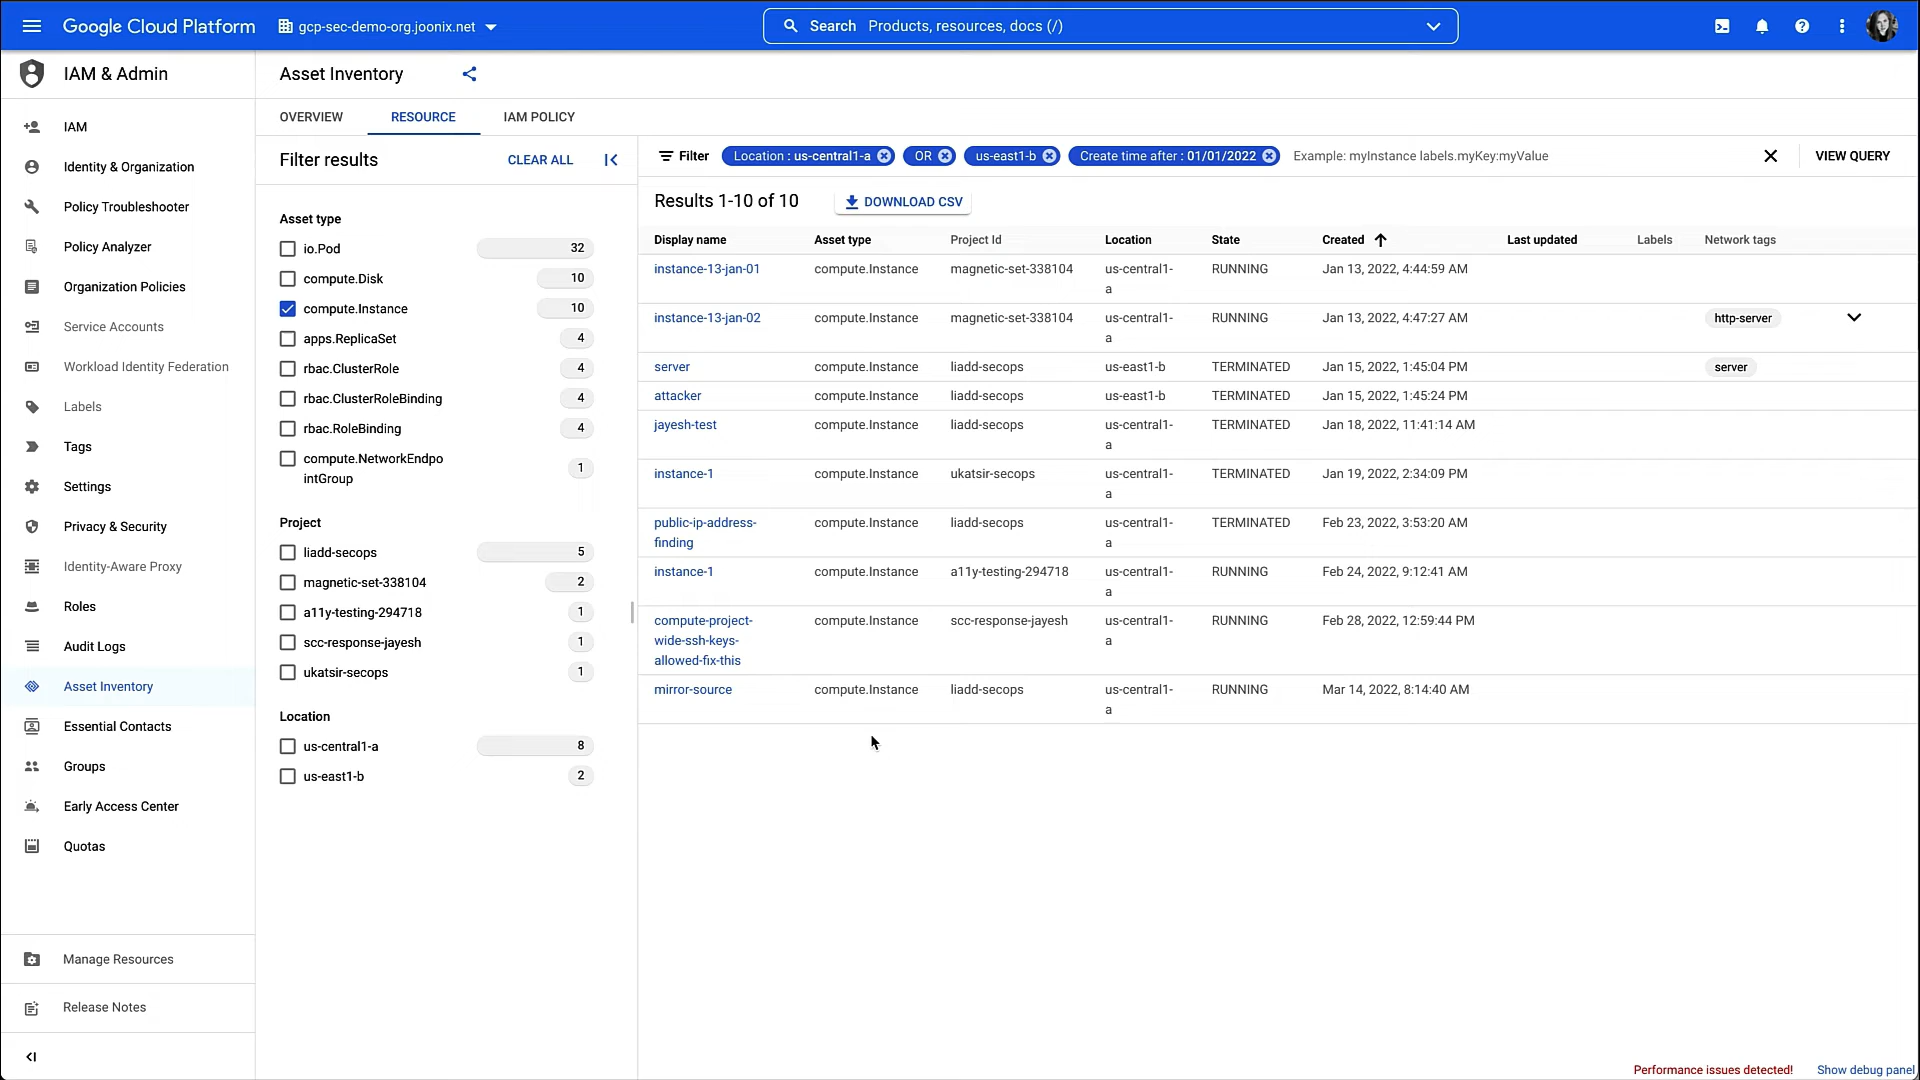 Google Cloud Platform
gcp-sec-demo-org.joonix.net
Search Products, resources, docs (/)
IAM & Admin
IAM
Identity & Organization
Policy Troubleshooter
Policy Analyzer
Organization Policies
Service Accounts
Workload Identity Federation
Labels
Tags
Settings
Privacy & Security
Identity-Aware Proxy
Roles
Audit Logs
Asset Inventory
Essential Contacts
Groups
Early Access Center
Quotas
Manage Resources
Release Notes
Asset Inventory
OVERVIEW RESOURCE IAM POLICY
Filter results CLEAR ALL
Asset type
io.Pod 32
compute.Disk 10
compute.Instance 10
apps.ReplicaSet 4
rbac.ClusterRole 4
rbac.ClusterRoleBinding 4
rbac.RoleBinding 4
compute.NetworkEndpo
intGroup 1
Project
liadd-secops 5
magnetic-set-338104 2
a11y-testing-294718 1
scc-response-jayesh 1
ukatsir-secops 1
Location
us-central1-a 8
us-east1-b 2
Filter Location : us-central1-a OR us-east1-b Create time after : 01/01/2022 Example: myInstance labels.myKey:myValue VIEW QUERY
Results 1-10 of 10 DOWNLOAD CSV
Display name Asset type Project Id Location State Created Last updated Labels Network tags
instance-13-jan-01 compute.Instance magnetic-set-338104 us-central1- RUNNING Jan 13, 2022, 4:44:59 AM
a
instance-13-jan-02 compute.Instance magnetic-set-338104 us-central1- RUNNING Jan 13, 2022, 4:47:27 AM http-server
a
server compute.Instance liadd-secops us-east1-b TERMINATED Jan 15, 2022, 1:45:04 PM server
attacker compute.Instance liadd-secops us-east1-b TERMINATED Jan 15, 2022, 1:45:24 PM
jayesh-test compute.Instance liadd-secops us-central1- TERMINATED Jan 18, 2022, 11:41:14 AM
a
instance-1 compute.Instance ukatsir-secops us-central1- TERMINATED Jan 19, 2022, 2:34:09 PM
a
public-ip-address- compute.Instance liadd-secops us-central1- TERMINATED Feb 23, 2022, 3:53:20 AM
finding a
instance-1 compute.Instance a11y-testing-294718 us-central1- RUNNING Feb 24, 2022, 9:12:41 AM
a
compute-project- compute.Instance scc-response-jayesh us-central1- RUNNING Feb 28, 2022, 12:59:44 PM
wide-ssh-keys- a
allowed-fix-this
mirror-source compute.Instance liadd-secops us-central1- RUNNING Mar 14, 2022, 8:14:40 AM
a
Performance issues detected! Show debug panel